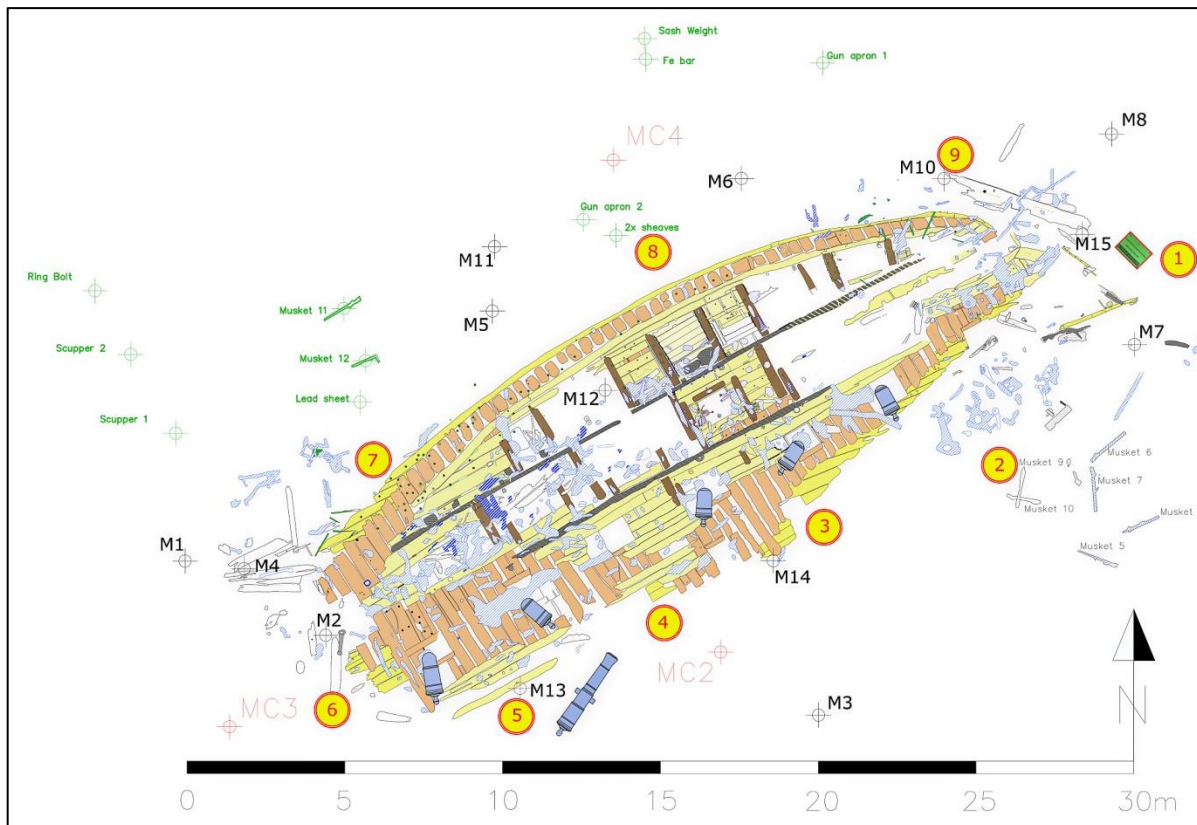 Sash Weight
Fe bar
Gun apron 1
M8
MC4
9
M10
M6
Gun apron 2
2x sheaves
M15
8
1
M11
Ring Bolt
Musket 11
M5
M7
Scupper 2
Musket 12
M12
Lead sheet
Scupper 1
7
Musket 6
2
Musket 9
Musket 7
Musket 10
Musket
3
M1
M4
M14
Musket 5
4
M2
MC2
M13
6
5
MC3
M3
N
0 5 10 15 20 25 30m